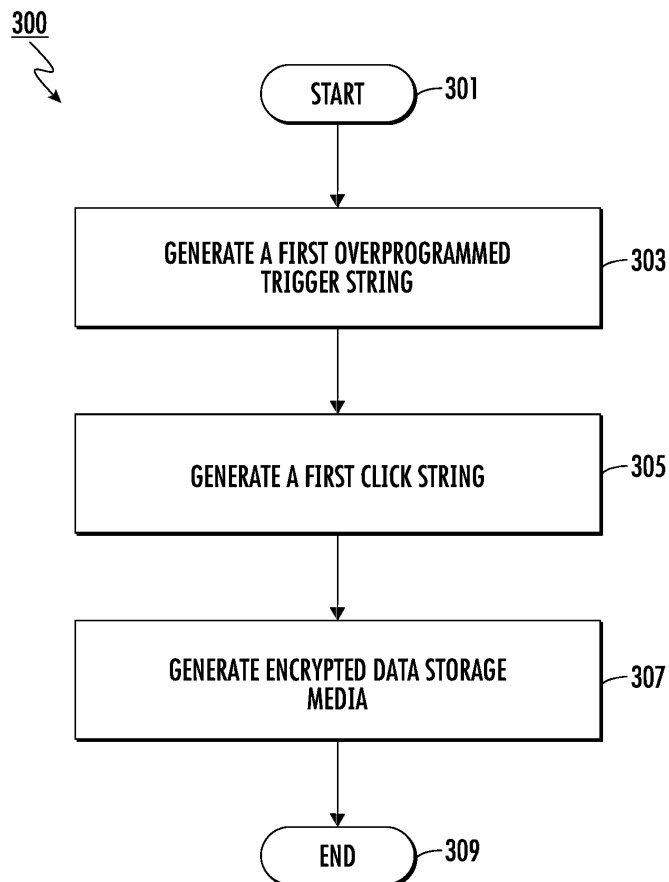 300
START
301
GENERATE A FIRST OVERPROGRAMMED
TRIGGER STRING
303
GENERATE A FIRST CLICK STRING
305
GENERATE ENCRYPTED DATA STORAGE
MEDIA
307
END
309